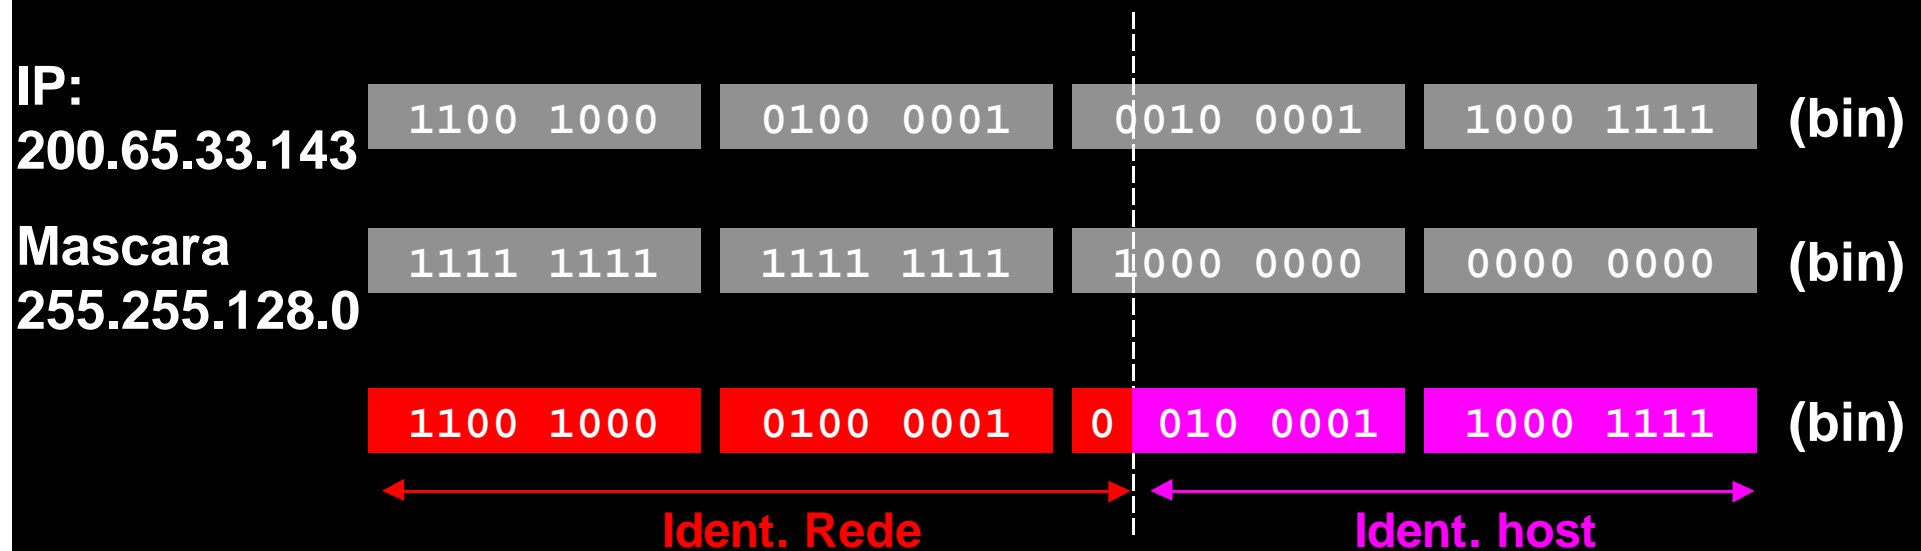 IP:
200.65.33.143 1100 1000 0100 0001 0010 0001 1000 1111 (bin)
Mascara
255.255.128.0 1111 1111 1111 1111 1000 0000 0000 0000 (bin)
1100 1000 0100 0001 0 010 0001 1000 1111 (bin)
Ident. Rede Ident. host